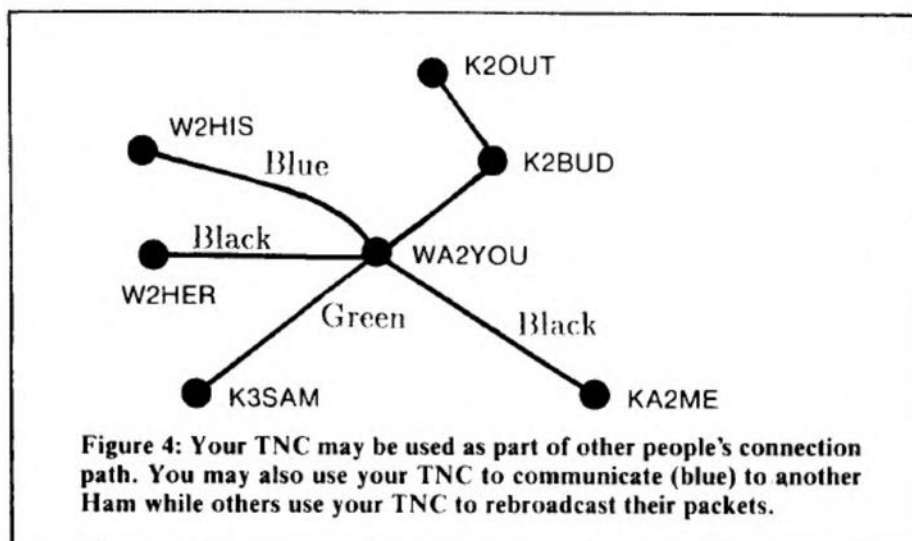 K2OUT
W2HIS
K2BUD
Blue
Black
WA2YOU
W2HER
Green
Black
K3SAM
KA2ME
Figure 4: Your TNC may be used as part of other people's connection
path. You may also use your TNC to communicate (blue) to another
Ham while others use your TNC to rebroadcast their packets.